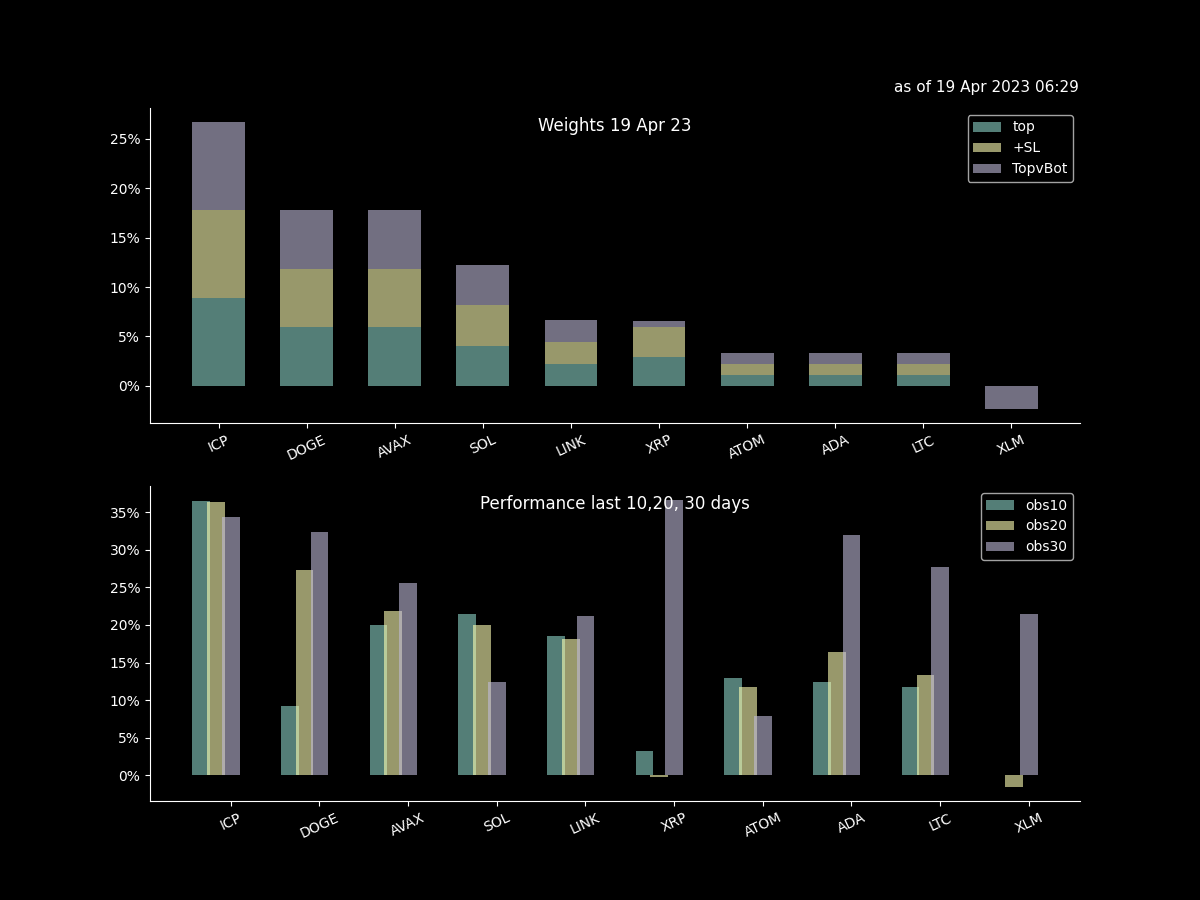 as of 19 Apr 2023 06:29
Weights 19 Apr 23
top
+SL
TopvBot
25%
20%
15%
10%
5%
0%
ICP DOGE AVAX SOL LINK XRP ATOM ADA LTC XLM
Performance last 10,20, 30 days
obs10
obs20
obs30
35%
30%
25%
20%
15%
10%
5%
0%
ICP DOGE AVAX SOL LINK XRP ATOM ADA LTC XLM